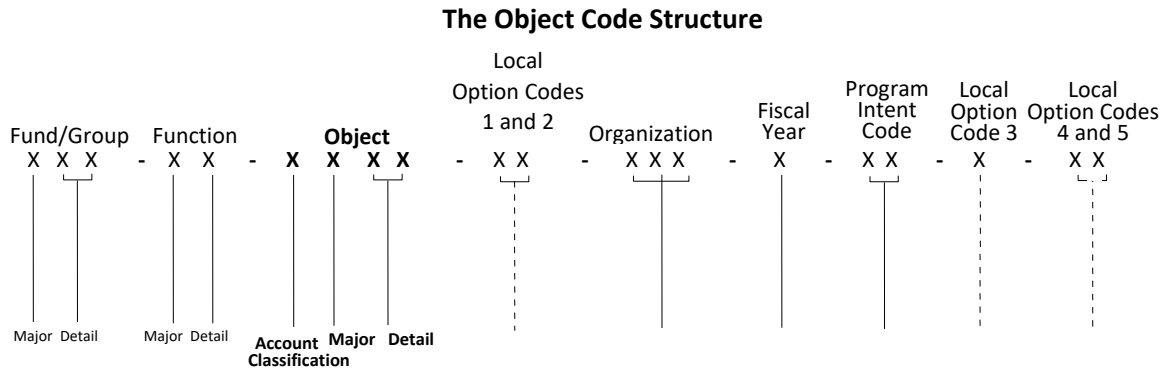 The Object Code Structure
Fund/Group
Function
Object
Local
Option Codes
1 and 2
Organization
Fiscal
Year
Program
Intent
Code
Local
Option
Code 3
Local
Option Codes
4 and 5
X X X - X X - X X X X - X X - X X X - X - X X - X - X X
Major Detail
Major Detail
Account
Classification
Major
Detail